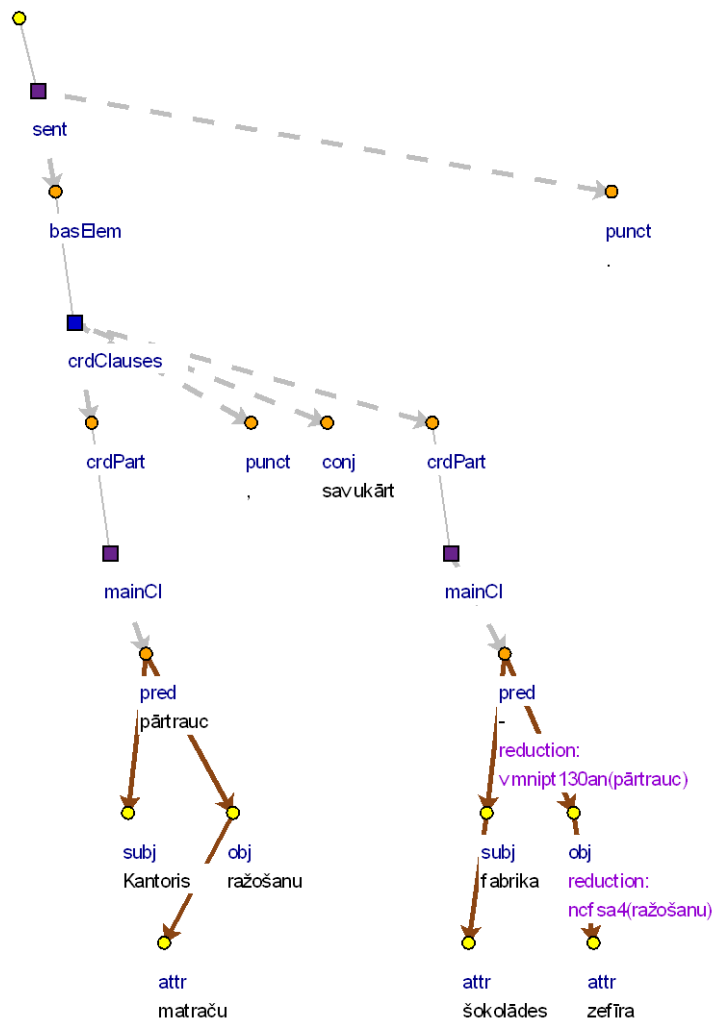 sent
basElem
punct
.
crdClauses
crdPart
punct
conj
crdPart
,
savukārt
mainCl
mainCl
pred
pred
pārtrauc
-
reduction:
vmnipt130an(pārtrauc)
subj
obj
subj
obj
Kantoris
ražošanu
fabrika
reduction:
ncfsa4(ražošanu)
attr
attr
attr
matraču
šokolādes
zefīra